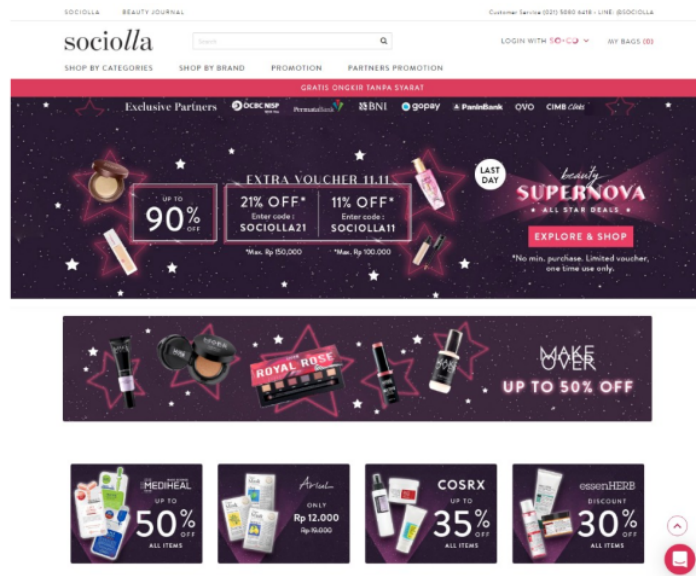 SOCIOLLA BEAUTY JOURNAL
Customer Service (021) 5080 6418 - LINE: @SOCIOLLA
sociolla
Search
LOGIN WITH SO•CO
MY BAGS (0)
SHOP BY CATEGORIES SHOP BY BRAND PROMOTION PARTNERS PROMOTION
GRATIS ONGKIR TANPA SYARAT
Exclusive Partners OCBC NISP PermataBank BNI gopay PaninBank OVO CIMB Clicks
UP TO
90% OFF
EXTRA VOUCHER 11.11
21% OFF*
Enter code :
SOCIOLLA21
*Max. Rp 150,000
11% OFF*
Enter code :
SOCIOLLA11
*Max. Rp 100.000
LAST
DAY
beauty
SUPERNOVA
ALL STAR DEALS
EXPLORE & SHOP
*No min. purchase. Limited voucher,
one time use only.
ROYAL ROSE
MAKE
OVER
UP TO 50% OFF
MEDIHEAL
UP TO
50% OFF
ALL ITEMS
Ariul
ONLY
Rp 12.000
Rp 19.000
COSRX
UP TO
35% OFF
ALL ITEMS
essenHERB
DISCOUNT
30% OFF
ALL ITEMS